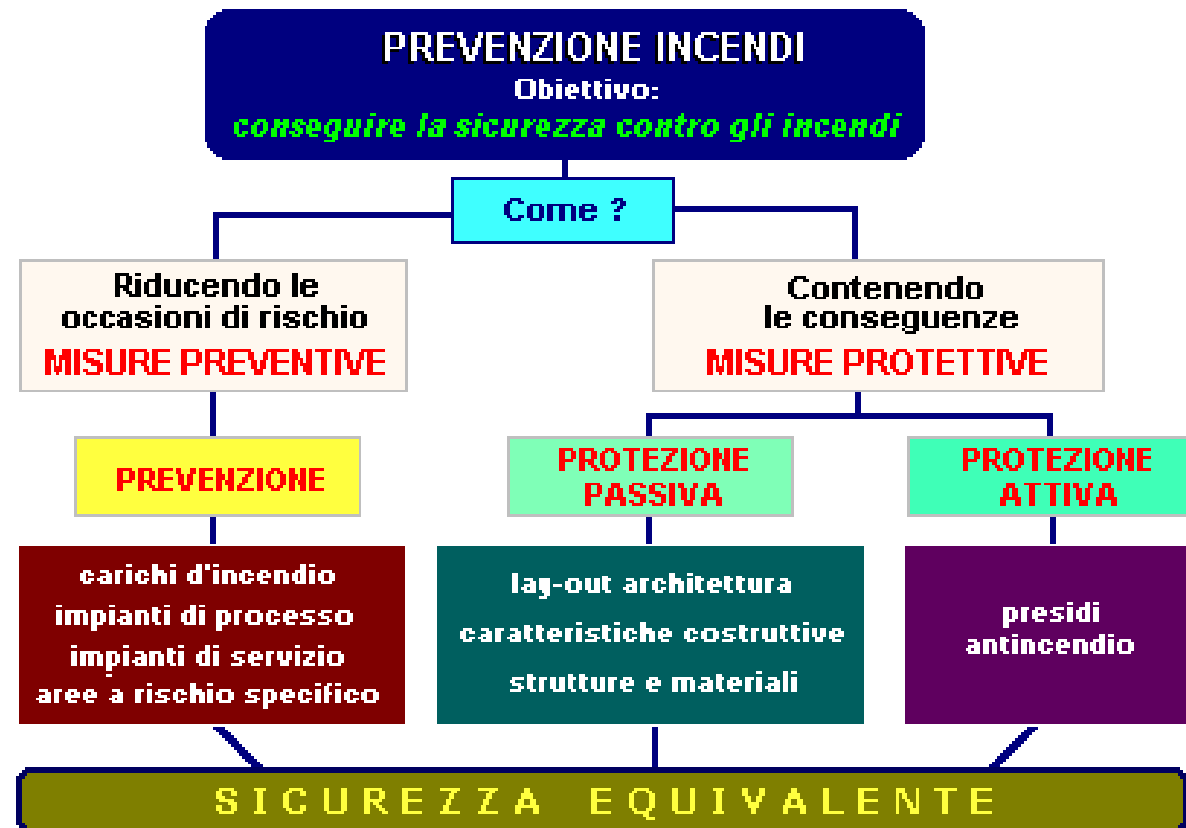 PREVENZIONE INCENDI
Obiettivo:
conseguire la sicurezza contro gli incendi
Come ?
Riducendo le
occasioni di rischio
MISURE PREVENTIVE
Contenendo
le conseguenze
MISURE PROTETTIVE
PREVENZIONE
PROTEZIONE
PASSIVA
PROTEZIONE
ATTIVA
carichi d'incendio
impianti di processo
impianti di servizio
aree a rischio specifico
lay-out architettura
caratteristiche costruttive
strutture e materiali
presidi
antincendio
SICUREZZA EQUIVALENTE